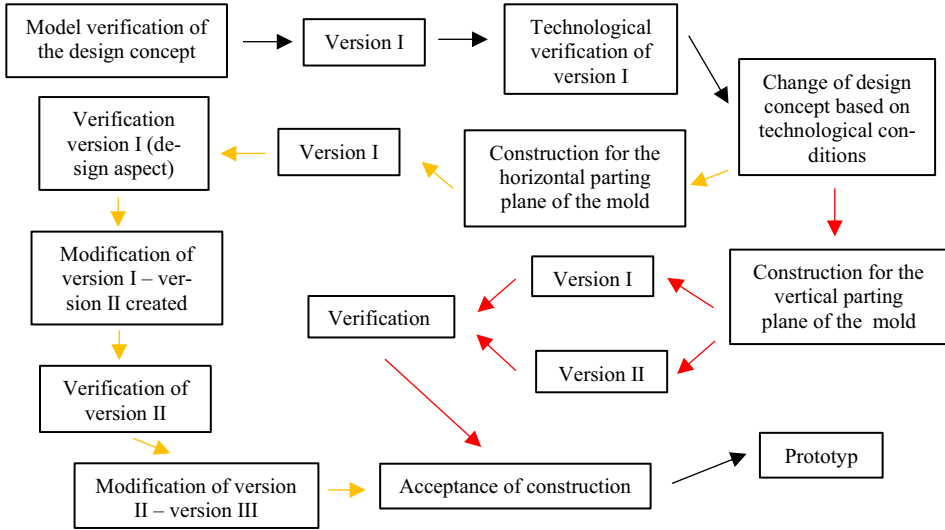 Model verification of
the design concept
Version I
Technological
verification of
version I
Change of design
concept based on
technological con-
ditions
Verification
version I (de-
sign aspect)
Version I
Construction for the
horizontal parting
plane of the mold
Modification of
version I – ver-
sion II created
Version I
Construction for the
vertical parting
plane of the mold
Verification
Version II
Verification of
version II
Modification of version
II – version III
Acceptance of construction
Prototyp